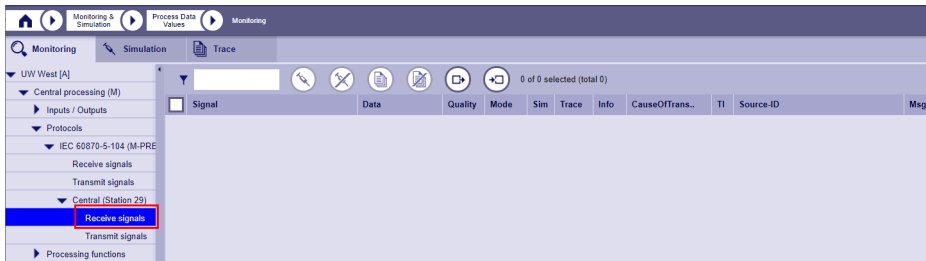 Monitoring & Simulation
Process Data Values
Monitoring
Monitoring
Simulation
Trace
UW West [A]
Central processing (M)
Inputs / Outputs
Protocols
IEC 60870-5-104 (M-PRE
Receive signals
Transmit signals
Central (Station 29)
Receive signals
Transmit signals
Processing functions
0 of 0 selected (total 0)
Signal Data Quality Mode Sim Trace Info CauseOfTrans.. TI Source-ID Msg